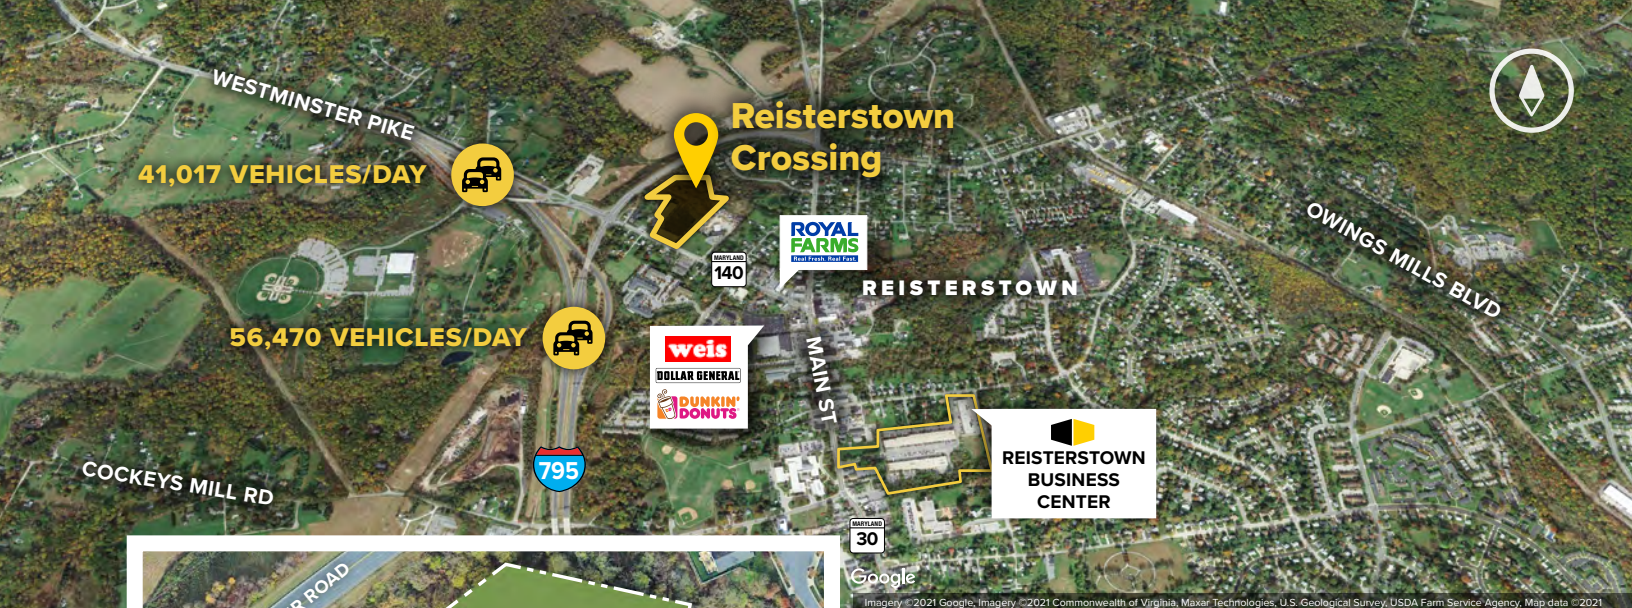 WESTMINSTER PIKE
41,017 VEHICLES/DAY
Reisterstown
Crossing
ROYAL
FARMS
Real Fresh. Real Fast.
MARYLAND
140
REISTERSTOWN
OWINGS MILLS BLVD
56,470 VEHICLES/DAY
weis
DOLLAR GENERAL
DUNKIN'
DONUTS
MAIN ST
795
COCKEYS MILL RD
REISTERSTOWN
BUSINESS
CENTER
MARYLAND
30
R ROAD
Google
Imagery ©2021 Google, Imagery ©2021 Commonwealth of Virginia, Maxar Technologies, U.S. Geological Survey, USDA Farm Service Agency, Map data ©2021